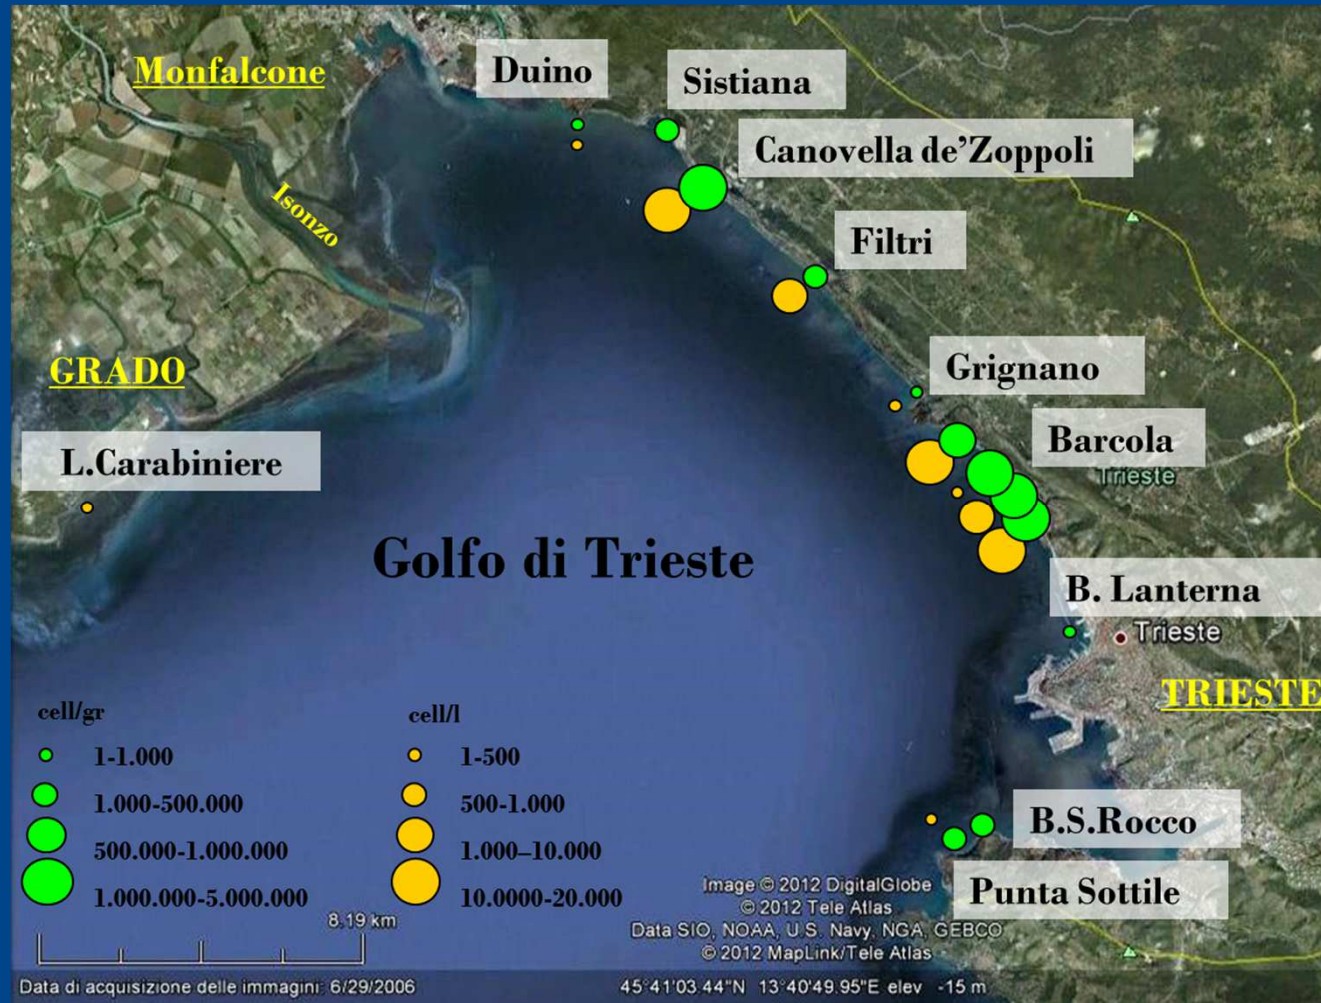 Monfalcone
Duino
Sistiana
Canovella de'Zoppoli
Isonzo
Filtri
GRADO
Grignano
Barcola
Trieste
L.Carabiniere
Golfo di Trieste
B. Lanterna
Trieste
TRIESTE
cell/gr
1-1.000
1.000-500.000
500.000-1.000.000
1.000.000-5.000.000
cell/l
1-500
500-1.000
1.000–10.000
10.0000-20.000
B.S.Rocco
Punta Sottile
8.19 km
Image © 2012 DigitalGlobe
© 2012 Tele Atlas
Data SIO, NOAA, U.S. Navy, NGA, GEBCO
© 2012 MapLink/Tele Atlas
Data di acquisizione delle immagini: 6/29/2006
45°41'03.44"N 13°40'49.95"E elev -15 m